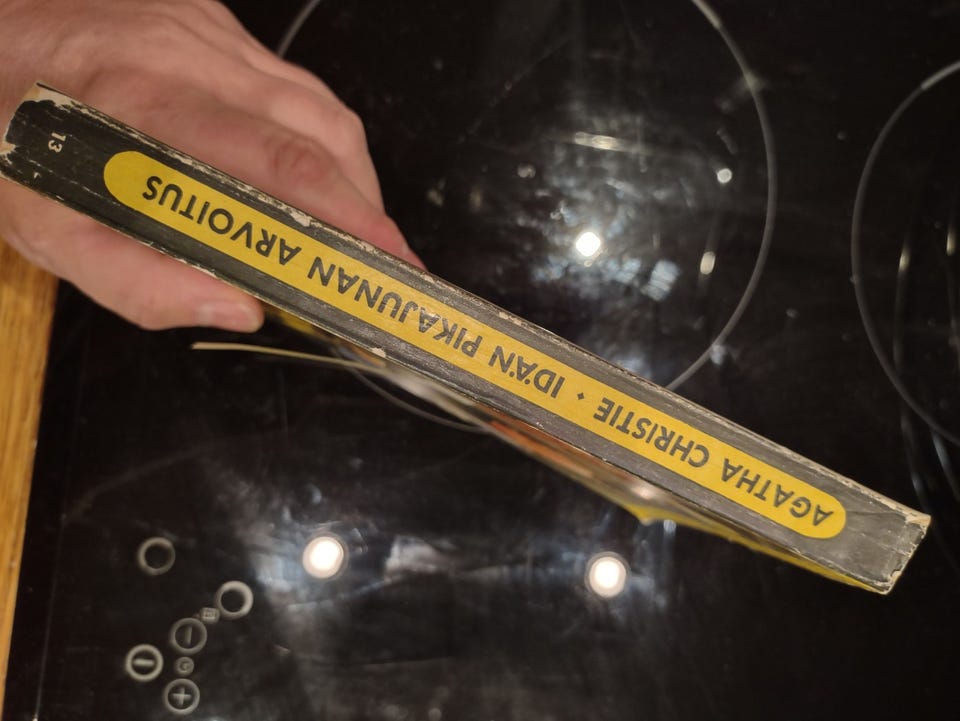 AGATHA CHRISTIE • IDÄN PIKAJUNAN ARVOITUS
13